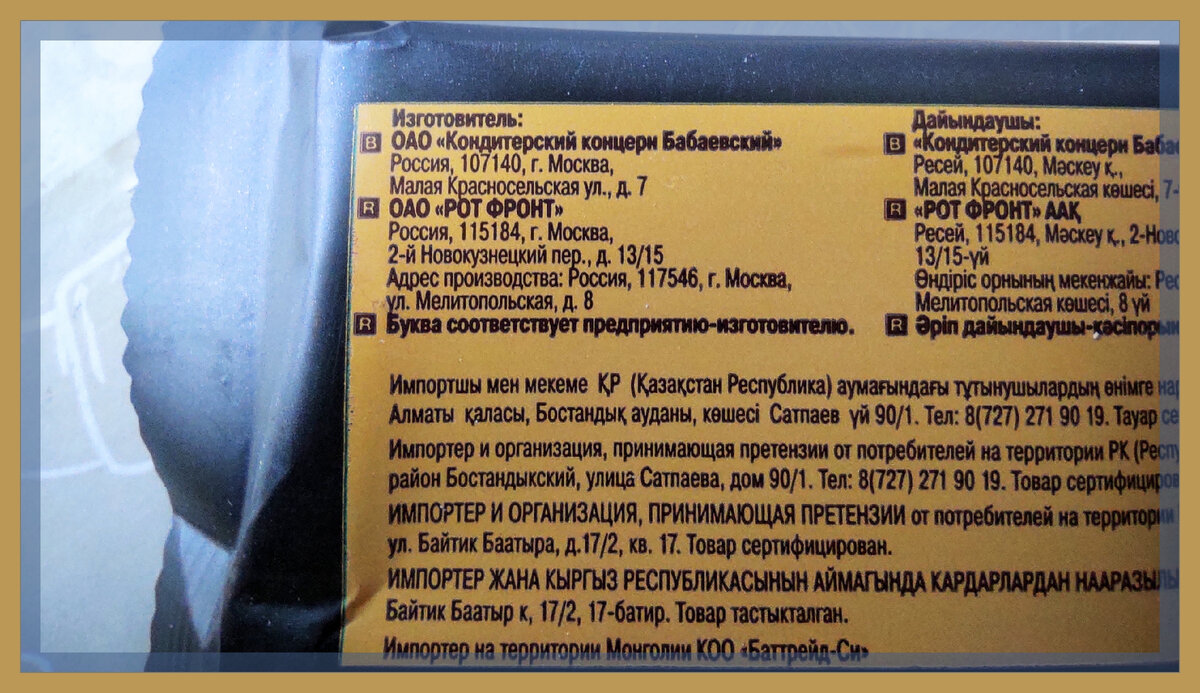 Изготовитель:
B ОАО «Кондитерский концерн Бабаевский»
Россия, 107140, г. Москва,
Малая Красносельская ул., д. 7
R ОАО «РОТ ФРОНТ»
Россия, 115184, г. Москва,
2-й Новокузнецкий пер., д. 13/15
Адрес производства: Россия, 117546, г. Москва,
ул. Мелитопольская, д. 8
R Буква соответствует предприятию-изготовителю.
Дайындаушы:
B «Кондитерский концерн
Ресей, 107140, Мәскеу қ.,
Малая Красносельская көшесі,
R «РОТ ФРОНТ» ААҚ
Ресей, 115184, Мәскеу қ.,
13/15-үй
Өндіріс орнының мекенжайы:
Мелитопольская көшесі, 8 үй
R Әріп
Импортшы мен мекеме ҚР (Қазақстан Республика) аумағындағы тұтынушылардың өнімге
Алматы қаласы, Бостандық ауданы, көшесі Сатпаев үй 90/1. Тел: 8(727) 271 90 19. Тауар
Импортер и организация, принимающая претензии от потребителей на территории РК
район Бостандыкский, улица Сатпаева, дом 90/1. Тел: 8(727) 271 90 19. Товар
ИМПОРТЕР И ОРГАНИЗАЦИЯ, ПРИНИМАЮЩАЯ ПРЕТЕНЗИИ от потребителей на территории
ул. Байтик Баатыра, д.17/2, кв. 17. Товар сертифицирован.
ИМПОРТЕР ЖАНА КЫРГЫЗ РЕСПУБЛИКАСЫНЫН АЙМАГЫНДА КАРДАРЛАРДАН
Байтик Баатыр к, 17/2, 17-батир. Товар тастыкталган.
Импортер на территории Монголии КОО «Баттрейд-Си»